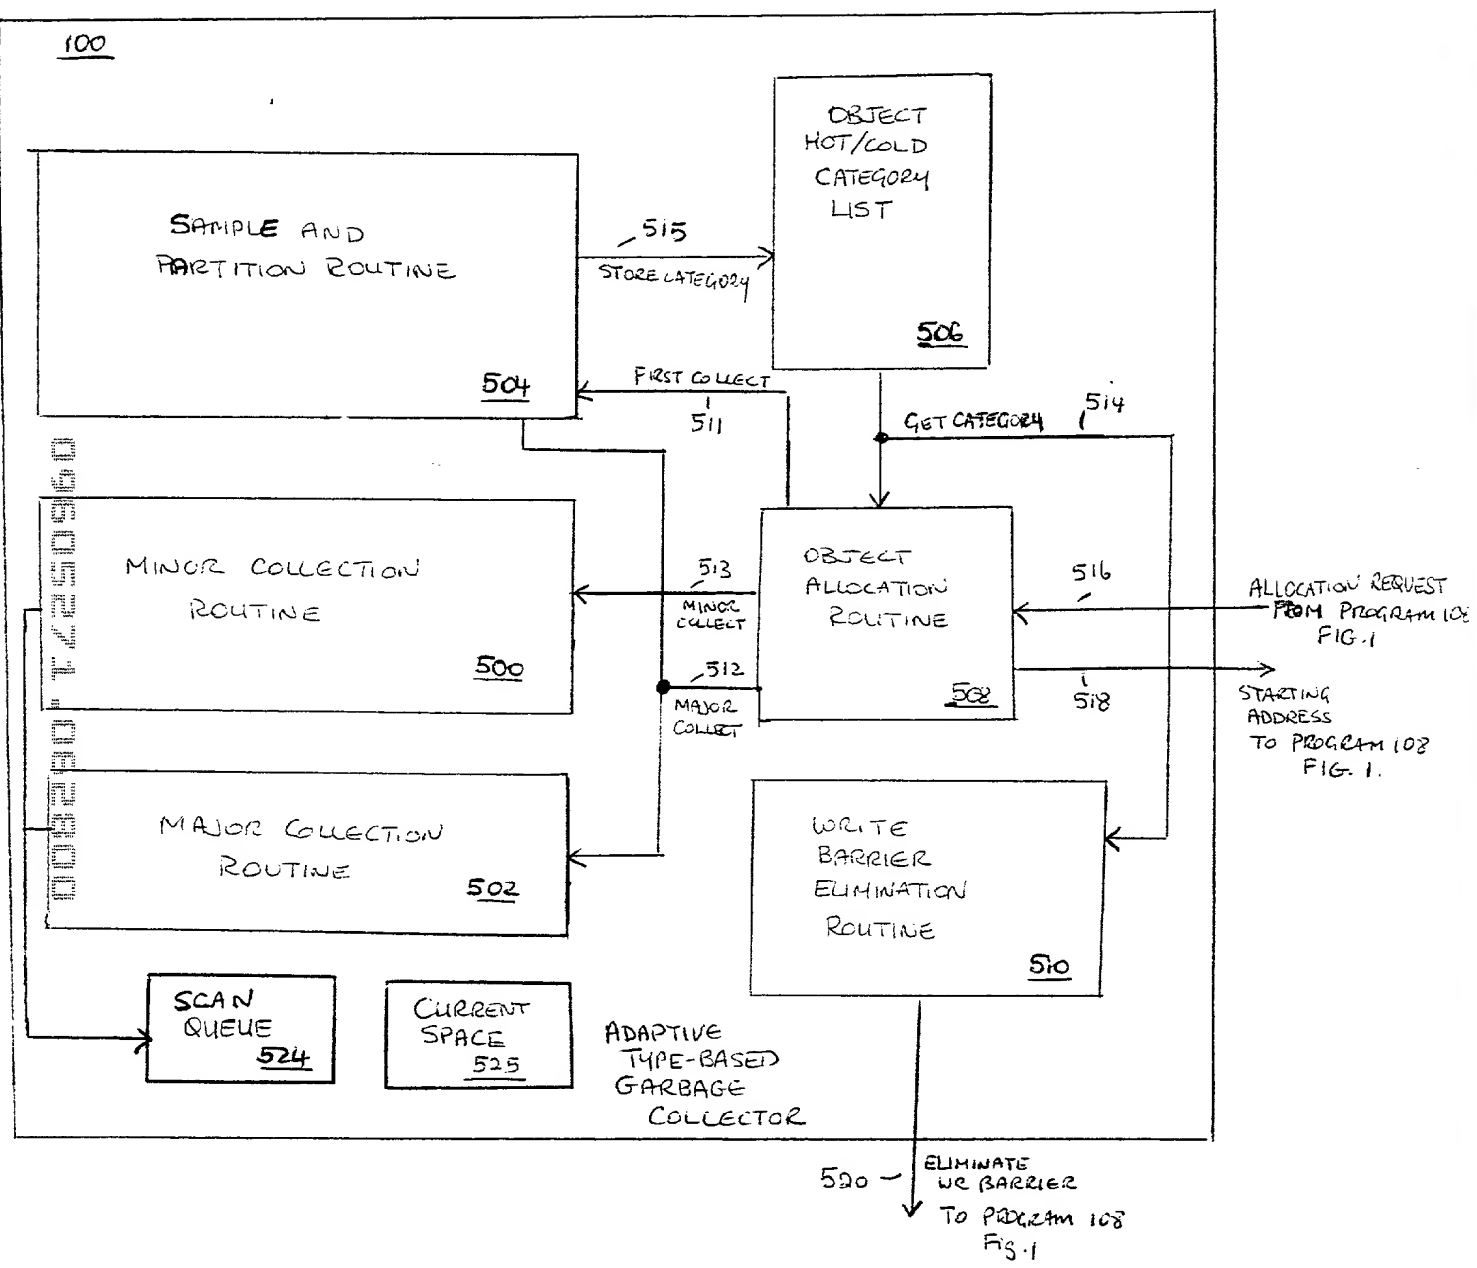 100
OBJECT
HOT/COLD
CATEGORY
LIST
506
SAMPLE AND
PARTITION ROUTINE
504
515
STORE CATEGORY
FIRST COLLECT
511
GET CATEGORY
514
MINOR COLLECTION
ROUTINE
500
513
MINOR
COLLECT
512
MAJOR
COLLECT
OBJECT
ALLOCATION
ROUTINE
508
516
ALLOCATION REQUEST
FROM PROGRAM 108
FIG.1
518
STARTING
ADDRESS
TO PROGRAM 108
FIG. 1.
MAJOR COLLECTION
ROUTINE
502
WRITE
BARRIER
ELIMINATION
ROUTINE
510
SCAN
QUEUE
524
CURRENT
SPACE
525
ADAPTIVE
TYPE-BASED
GARBAGE
COLLECTOR
520
ELIMINATE
WR BARRIER
TO PROGRAM 108
Fig.1
09605271.062800